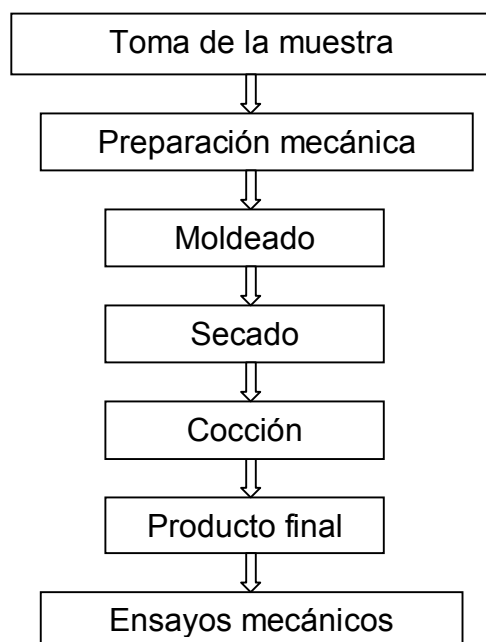 Toma de la muestra
Preparación mecánica
Moldeado
Secado
Cocción
Producto final
Ensayos mecánicos